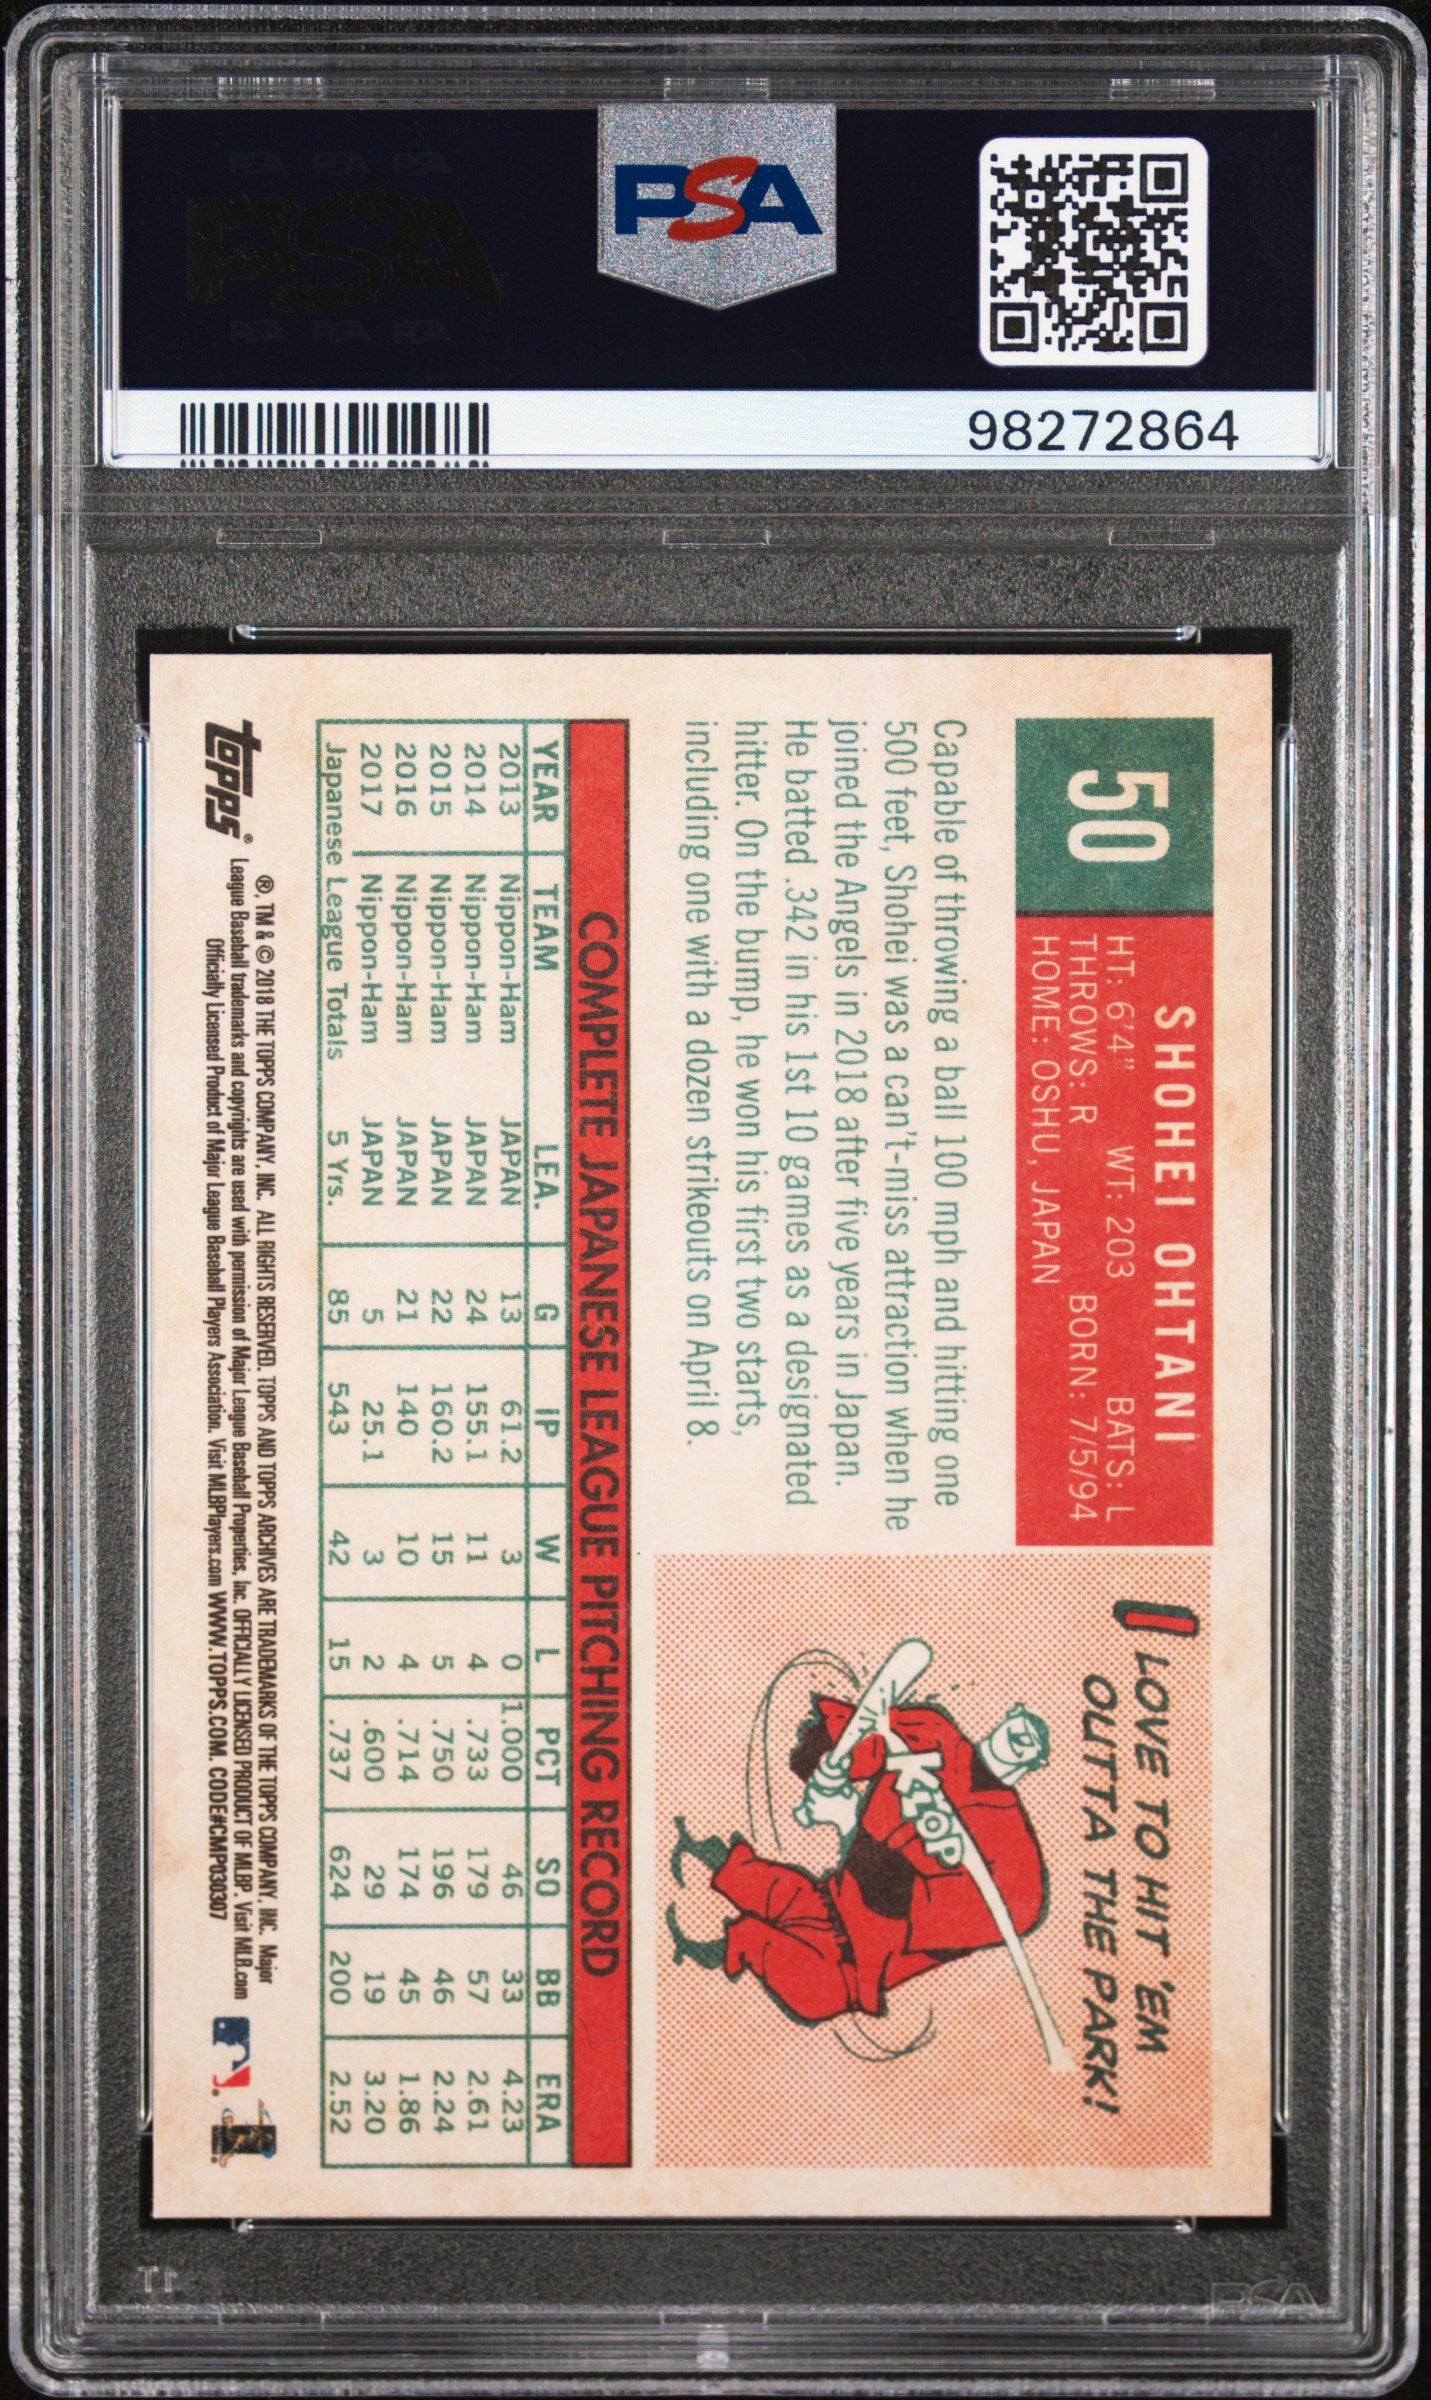 PSA
PSA PSA PSA
PSA
PSA PSA PSA
98272864
50
SHOHEI OHTANI
HT: 6'4" WT: 203 BATS: L
THROWS: R BORN: 7/5/94
HOME: OSHU, JAPAN
Capable of throwing a ball 100 mph and hitting one
500 feet, Shohei was a can't-miss attraction when he
joined the Angels in 2018 after five years in Japan.
He batted .342 in his 1st 10 games as a designated
hitter. On the bump, he won his first two starts,
including one with a dozen strikeouts on April 8.
I LOVE TO HIT 'EM
OUTTA THE PARK!
KLOP
COMPLETE JAPANESE LEAGUE PITCHING RECORD
YEAR TEAM LEA. G IP W L PCT SO BB ERA
2013 Nippon-Ham JAPAN 13 61.2 3 0 1.000 46 33 4.23
2014 Nippon-Ham JAPAN 24 155.1 11 4 .733 179 57 2.61
2015 Nippon-Ham JAPAN 22 160.2 15 5 .750 196 46 2.24
2016 Nippon-Ham JAPAN 21 140 10 4 .714 174 45 1.86
2017 Nippon-Ham JAPAN 5 25.1 3 2 .600 29 19 3.20
Japanese League Totals 5 Yrs. 85 543 42 15 .737 624 200 2.52
topps®
®, TM & © 2018 THE TOPPS COMPANY, INC. ALL RIGHTS RESERVED. TOPPS AND TOPPS ARCHIVES ARE TRADEMARKS OF THE TOPPS COMPANY, INC. Major
League Baseball trademarks and copyrights are used with permission of Major League Baseball Properties, Inc. OFFICIALLY LICENSED PRODUCT OF MLBP. Visit MLB.com
Officially Licensed Product of Major League Baseball Players Association. Visit MLBPlayers.com WWW.TOPPS.COM. CODE#CMP030307
PSA